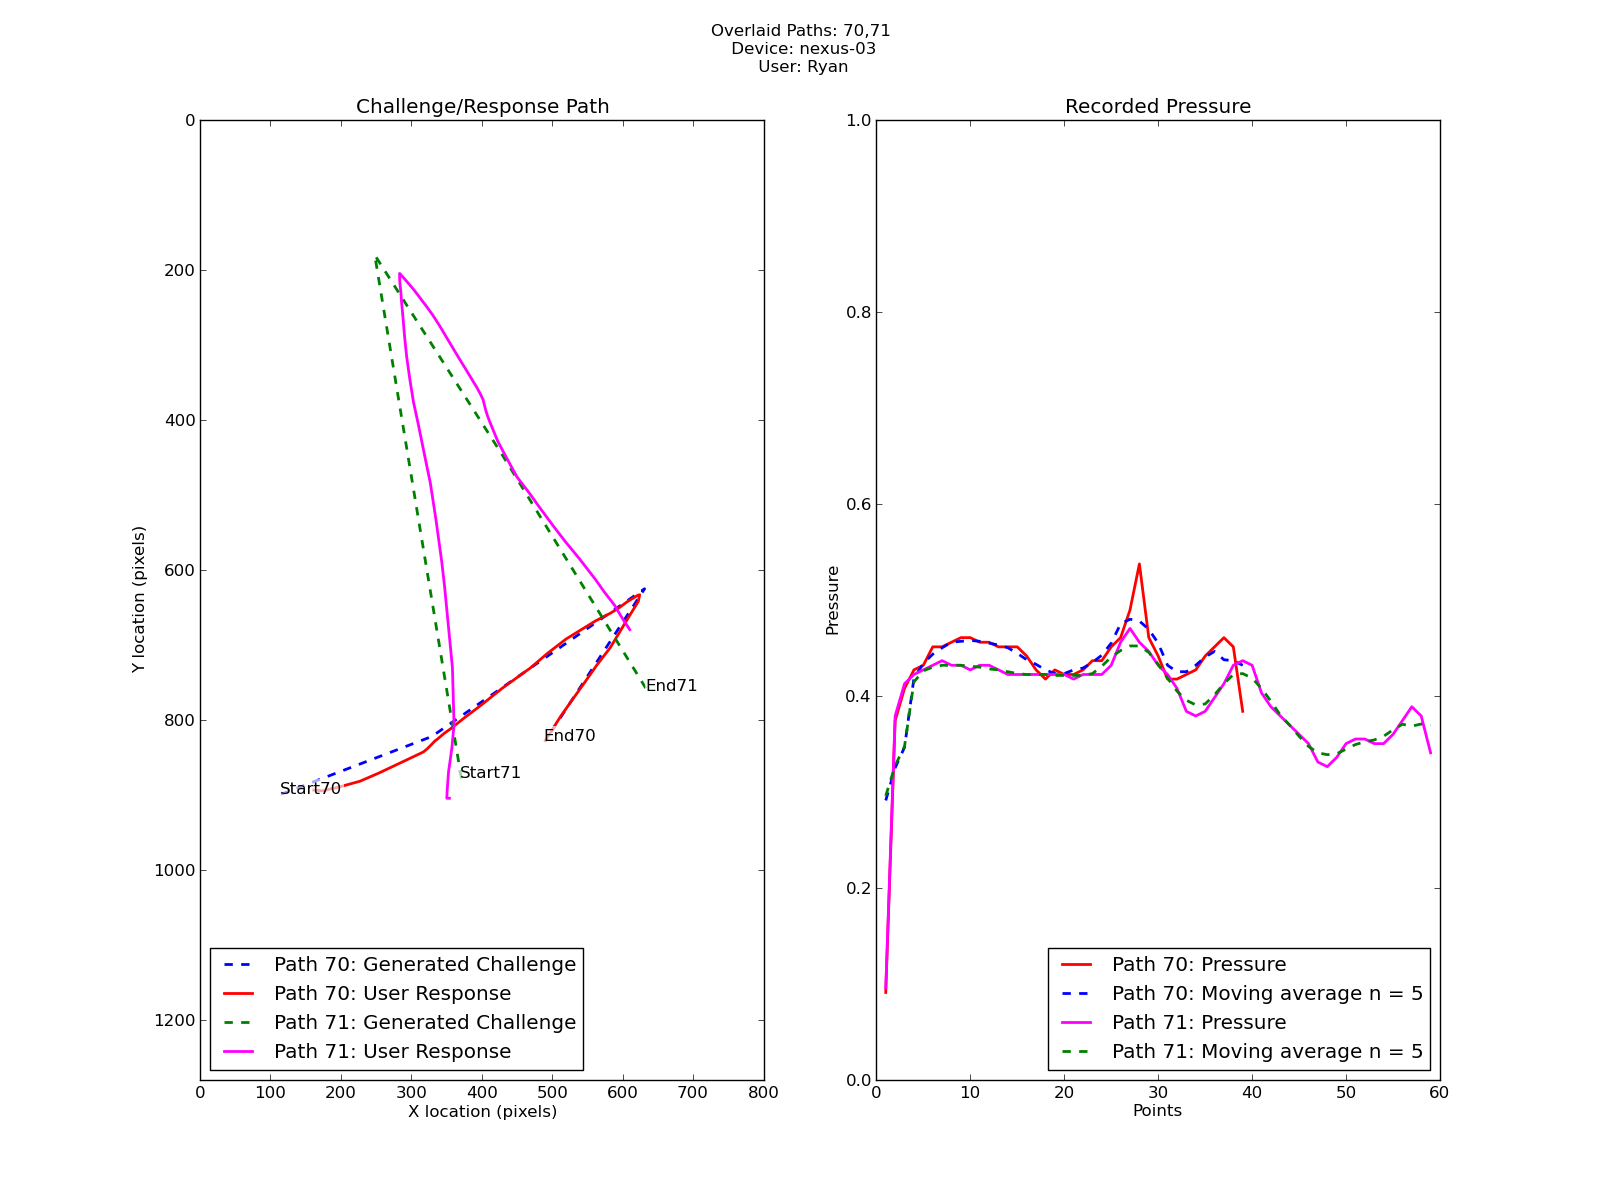 Overlaid Paths: 70,71
Device: nexus-03
User: Ryan
Challenge/Response Path
0
200
400
600
800
1000
1200
Y location (pixels)
Start70
End70
Start71
End71
Path 70: Generated Challenge
Path 70: User Response
Path 71: Generated Challenge
Path 71: User Response
0 100 200 300 400 500 600 700 800
X location (pixels)
Recorded Pressure
1.0
0.8
0.6
0.4
0.2
0.0
Pressure
Path 70: Pressure
Path 70: Moving average n = 5
Path 71: Pressure
Path 71: Moving average n = 5
0 10 20 30 40 50 60
Points